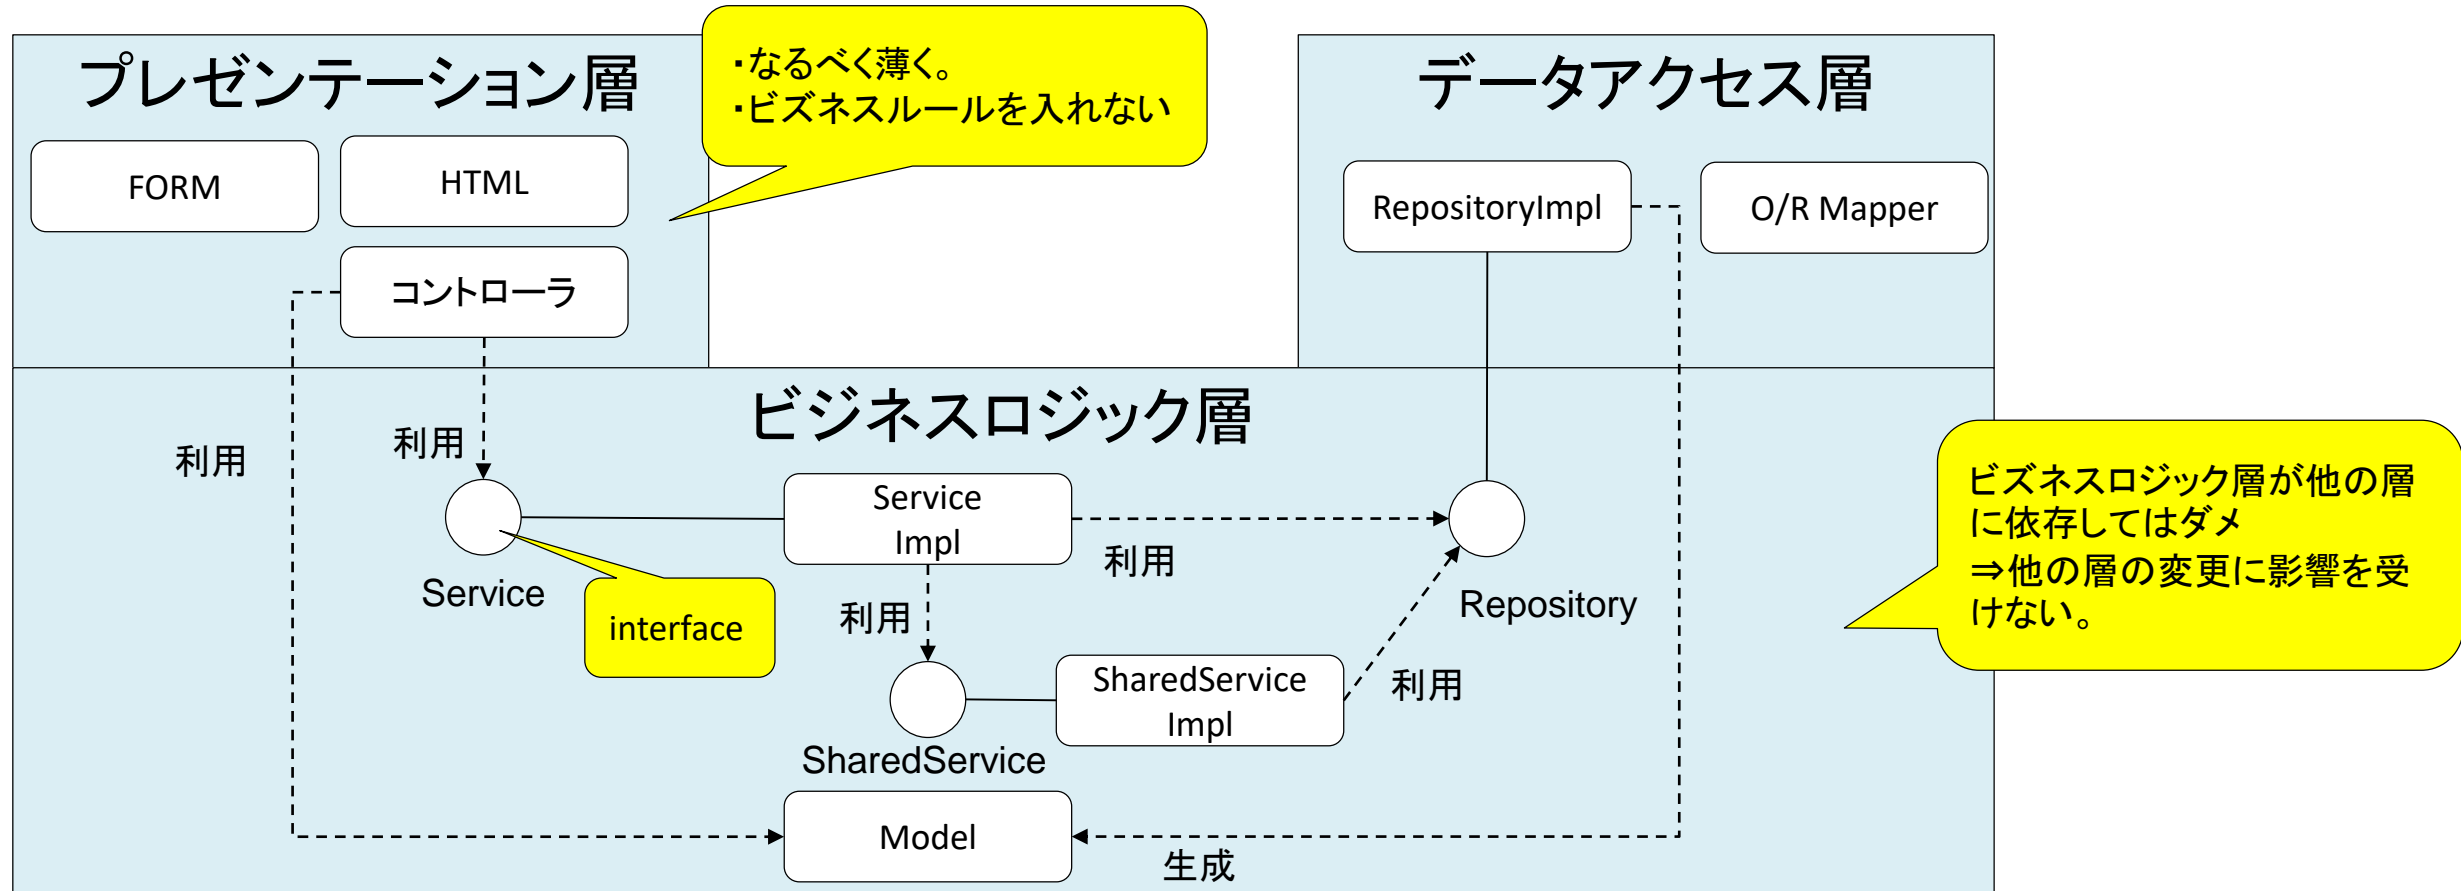 プレゼンテーション層
・なるべく薄く。
・ビズネスルールを入れない
データアクセス層
FORM
HTML
RepositoryImpl
O/R Mapper
コントローラ
ビジネスロジック層
利用
利用
Service
Impl
利用
Service
interface
利用
Repository
ビズネスロジック層が他の層
に依存してはダメ
⇒他の層の変更に影響を受
けない。
SharedService
Impl
利用
SharedService
Model
生成